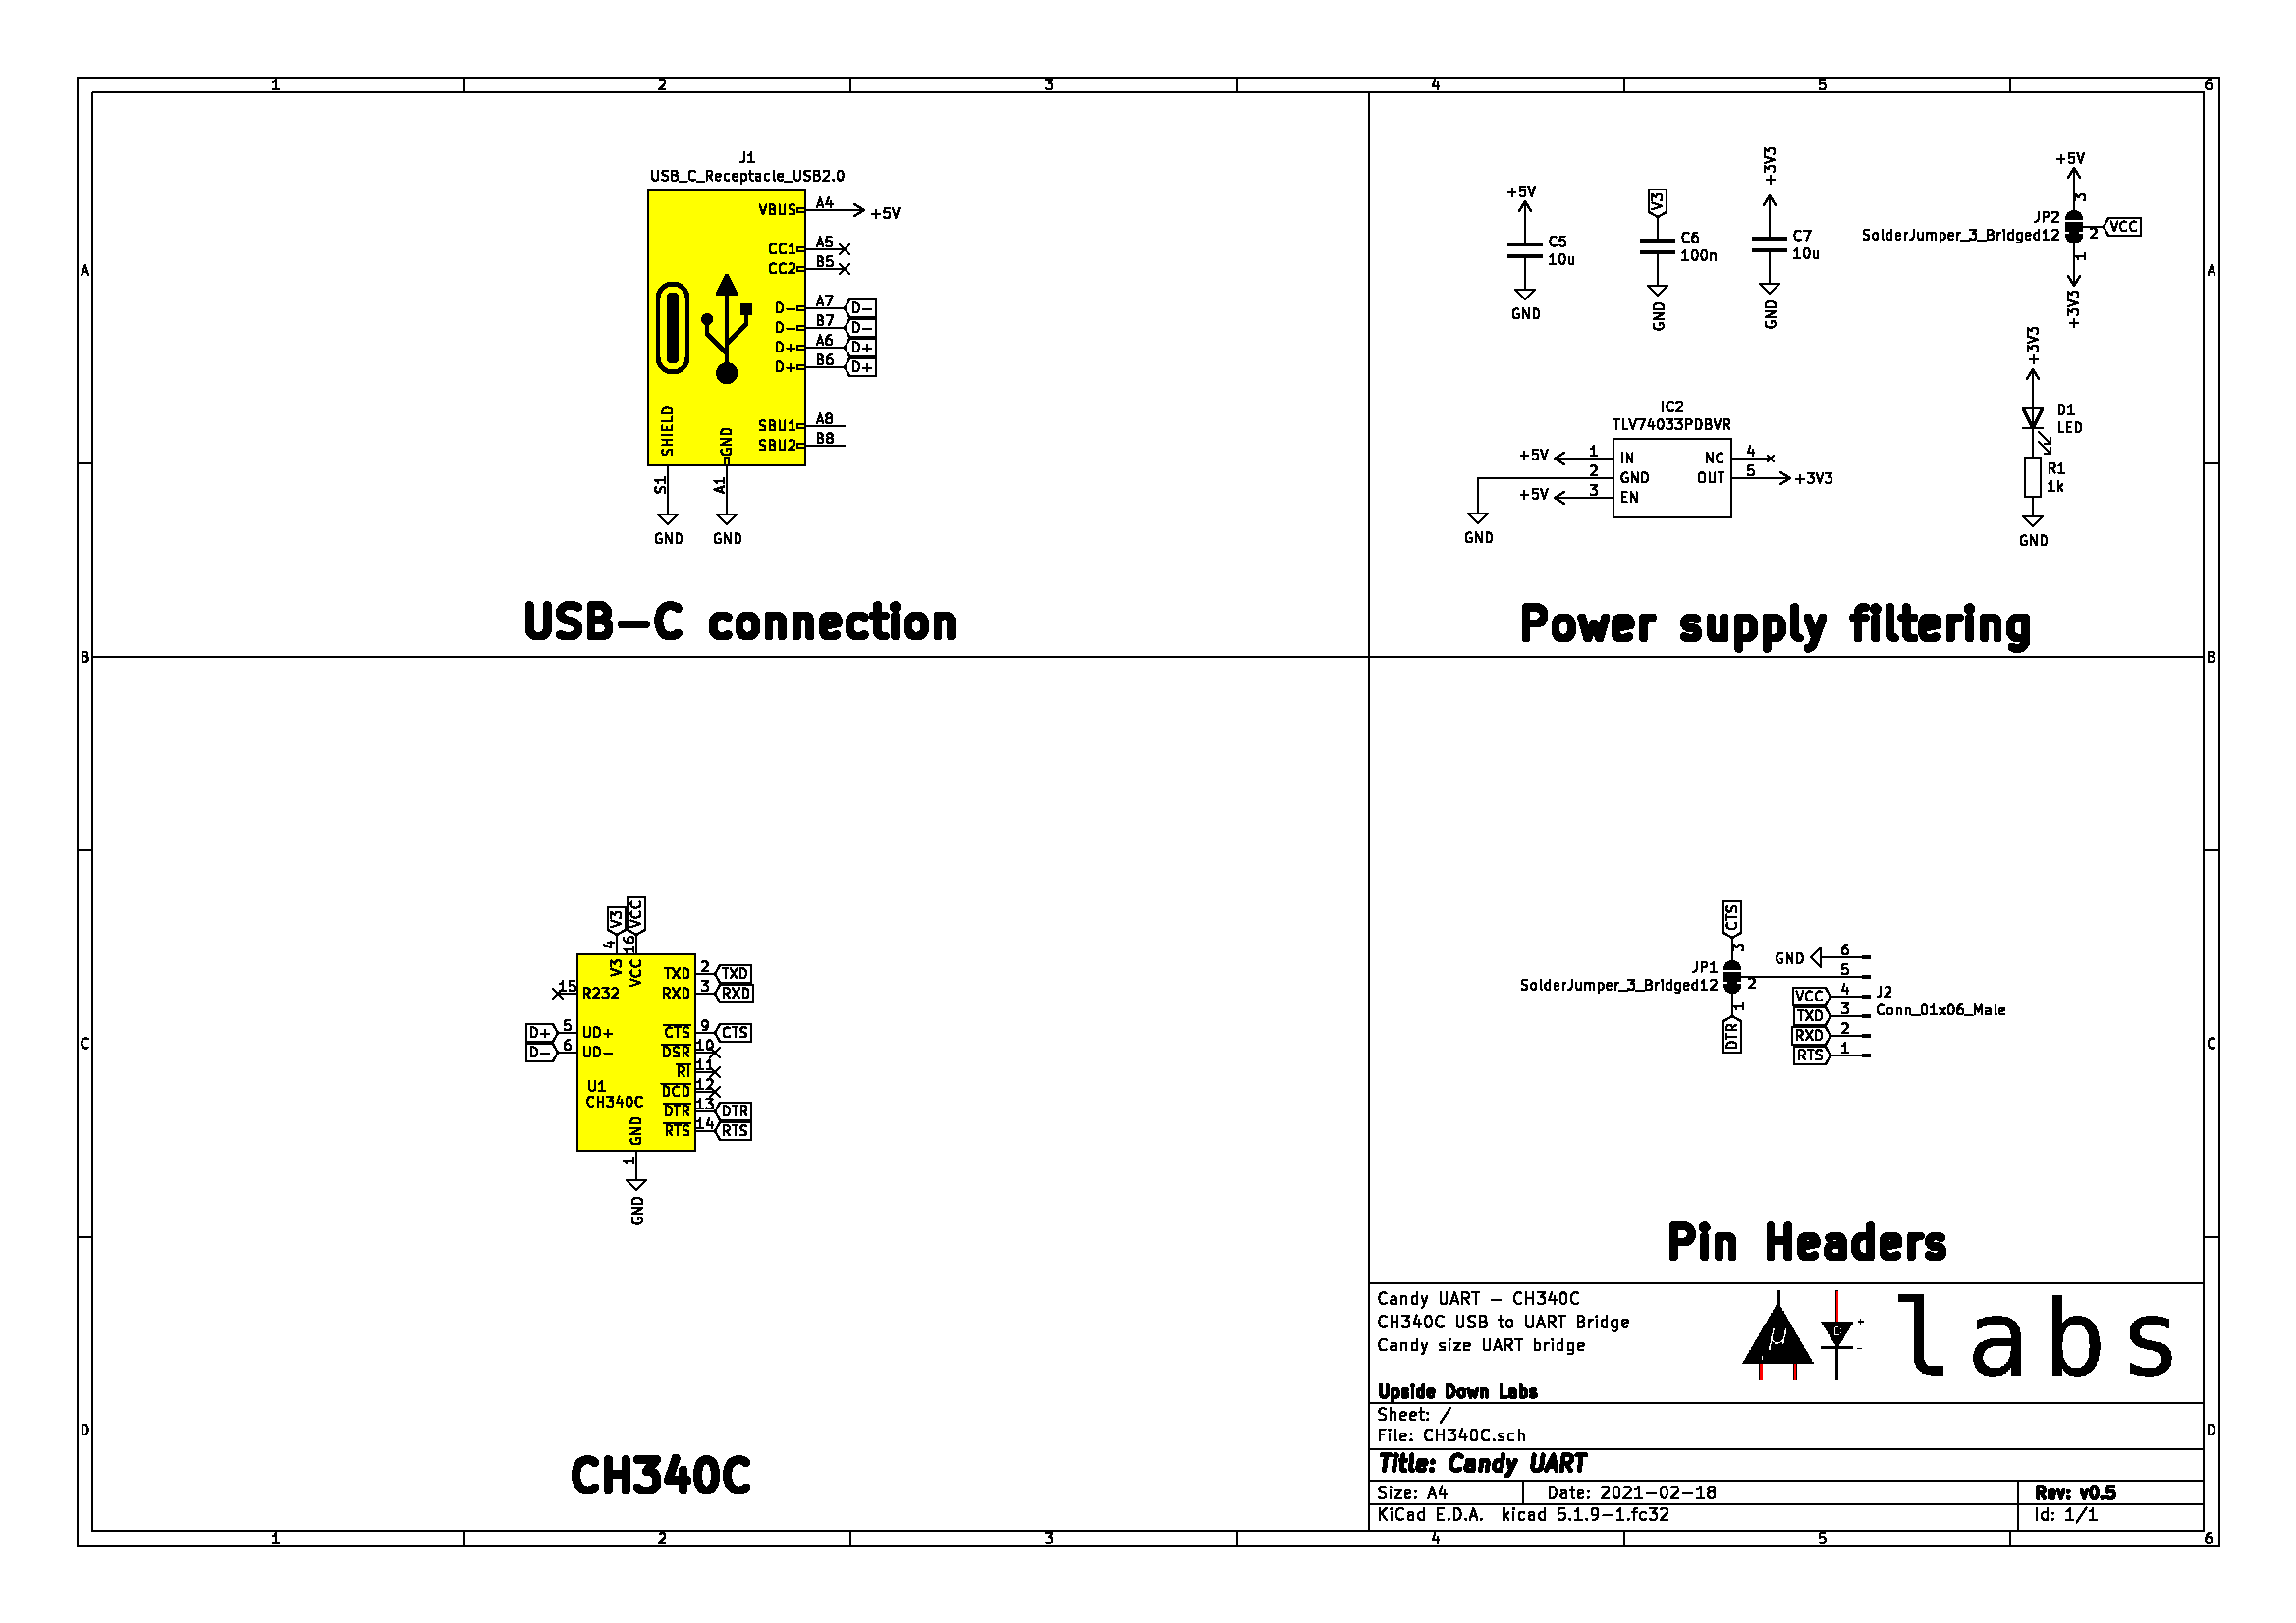 1 2 3 4 5 6
A
B
C
D
J1
USB_C_Receptacle_USB2.0
VBUS A4 +5V
CC1 A5
CC2 B5
D- A7 D-
D- B7 D-
D+ A6 D+
D+ B6 D+
SBU1 A8
SBU2 B8
SHIELD GND
S1 A1
GND GND
USB-C connection
+5V
C5
10u
GND
V3
C6
100n
GND
+3V3
C7
10u
GND
+5V
3
JP2
SolderJumper_3_Bridged12
2 VCC
1
+3V3
IC2
TLV74033PDBVR
+5V 1 IN NC 4
2 GND OUT 5 +3V3
+5V 3 EN
GND
+3V3
D1
LED
R1
1k
GND
Power supply filtering
V3 VCC
4 16
V3 VCC
15 R232
TXD 2 TXD
RXD 3 RXD
D+ 5 UD+
CTS 9 CTS
D- 6 UD-
DSR 10
RI 11
DCD 12
U1
CH340C
DTR 13 DTR
RTS 14 RTS
GND
1
GND
CH340C
CTS
3
JP1
SolderJumper_3_Bridged12
2
1
DTR
GND 6
5
VCC 4
TXD 3
RXD 2
RTS 1
J2
Conn_01x06_Male
Pin Headers
Candy UART - CH340C
CH340C USB to UART Bridge
Candy size UART bridge
μ + - labs
Upside Down Labs
Sheet: /
File: CH340C.sch
Title: Candy UART
Size: A4 Date: 2021-02-18 Rev: v0.5
KiCad E.D.A. kicad 5.1.9-1.fc32 Id: 1/1
1 2 3 4 5 6
A
B
C
D